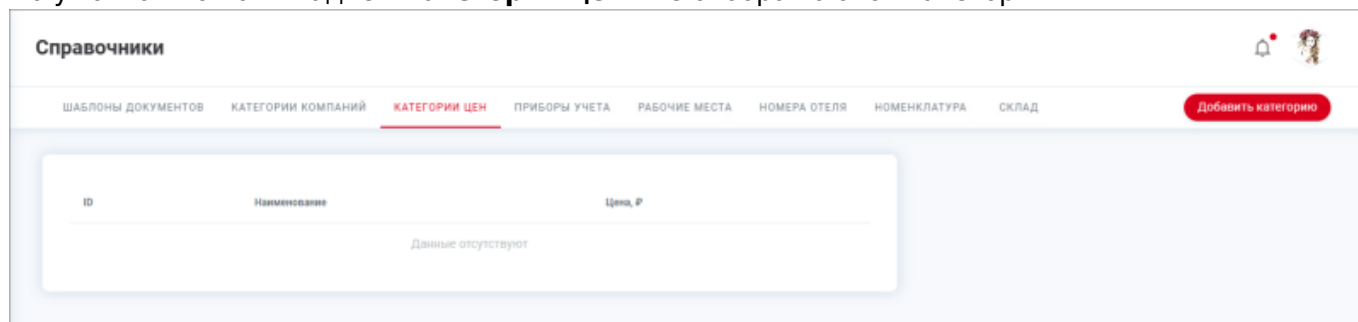 Справочники
ШАБЛОНЫ ДОКУМЕНТОВ КАТЕГОРИИ КОМПАНИЙ КАТЕГОРИИ ЦЕН ПРИБОРЫ УЧЕТА РАБОЧИЕ МЕСТА НОМЕРА ОТЕЛЯ НОМЕНКЛАТУРА СКЛАД Добавить категорию
ID Наименование Цена, ₽
Данные отсутствуют